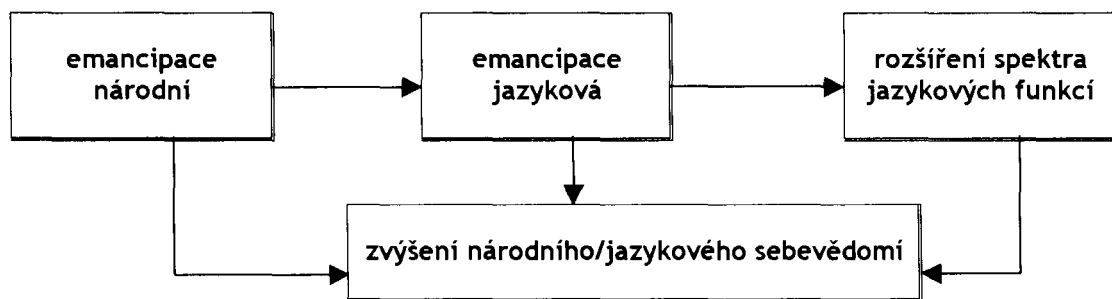 emancipace
národní
emancipace
jazyková
rozšíření spektra
jazykových funkcí
zvýšení národního/jazykového sebevědomí